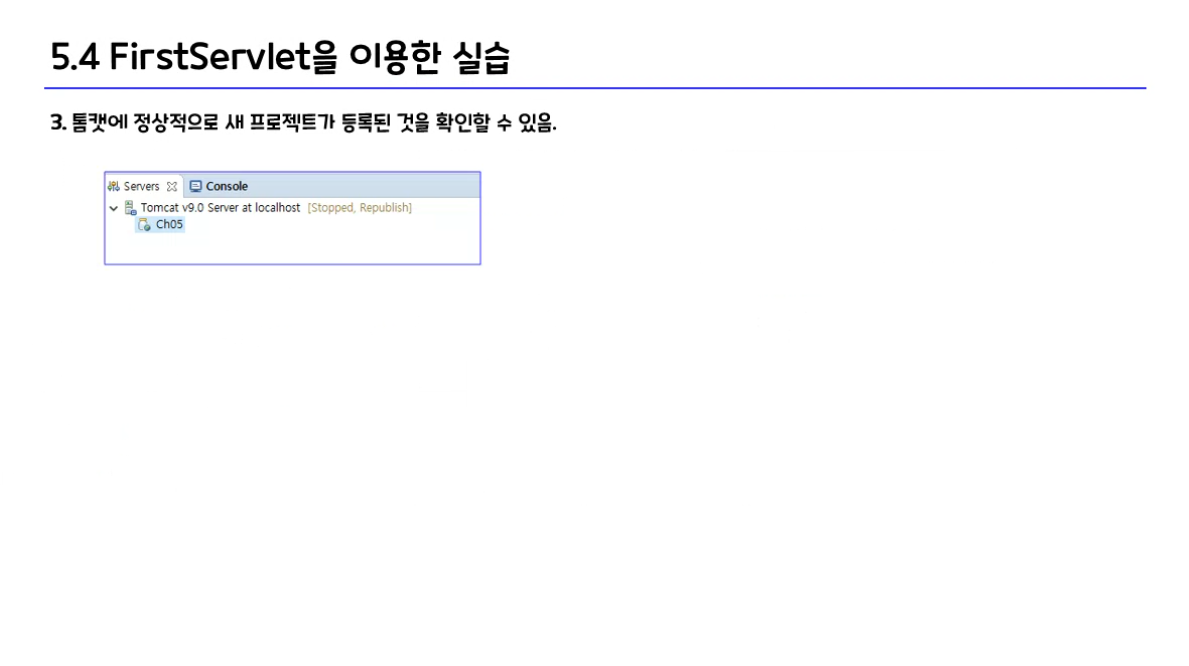 5.4 FirstServlet을 이용한 실습
3. 톰캣에 정상적으로 새 프로젝트가 등록된 것을 확인할 수 있음.
Servers Console
Tomcat v9.0 Server at localhost [Stopped, Republish]
Ch05